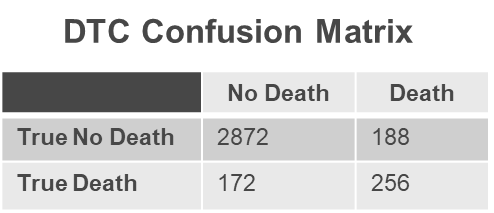 DTC Confusion Matrix
No Death Death
True No Death 2872 188
True Death 172 256